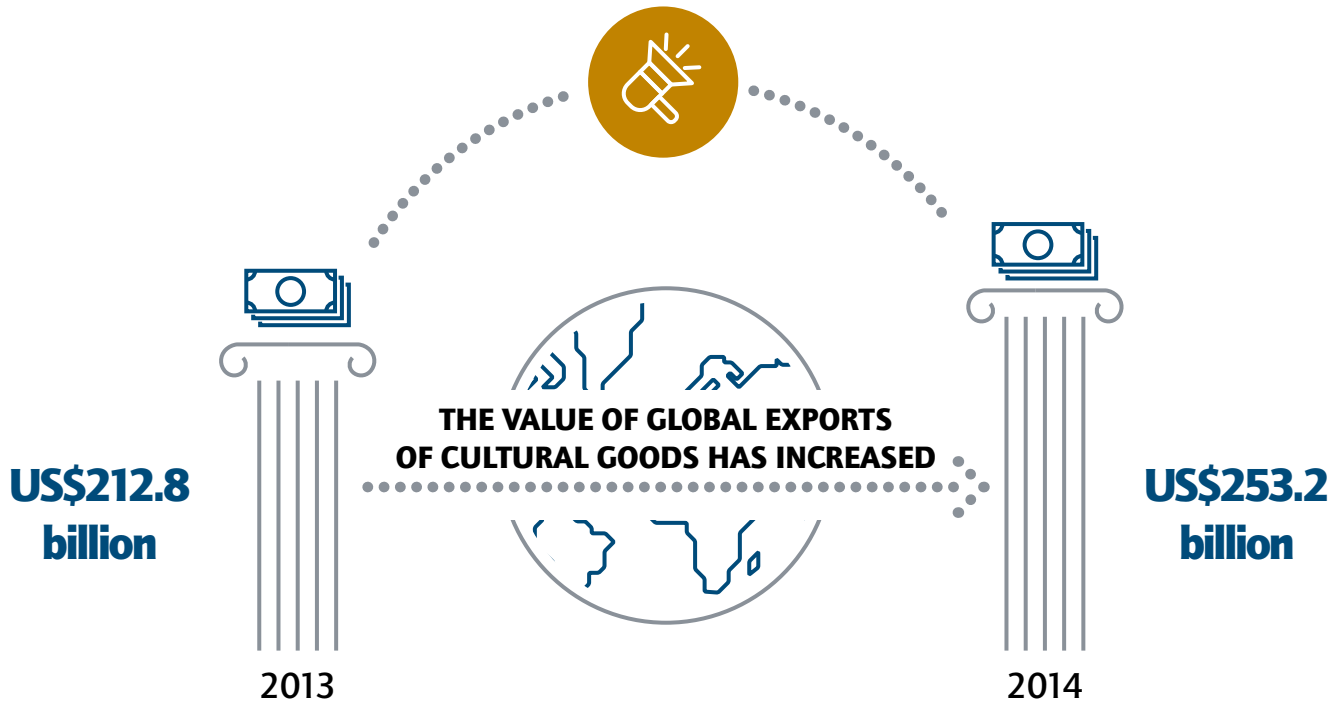 THE VALUE OF GLOBAL EXPORTS
OF CULTURAL GOODS HAS INCREASED
US$212.8
billion
US$253.2
billion
2013
2014